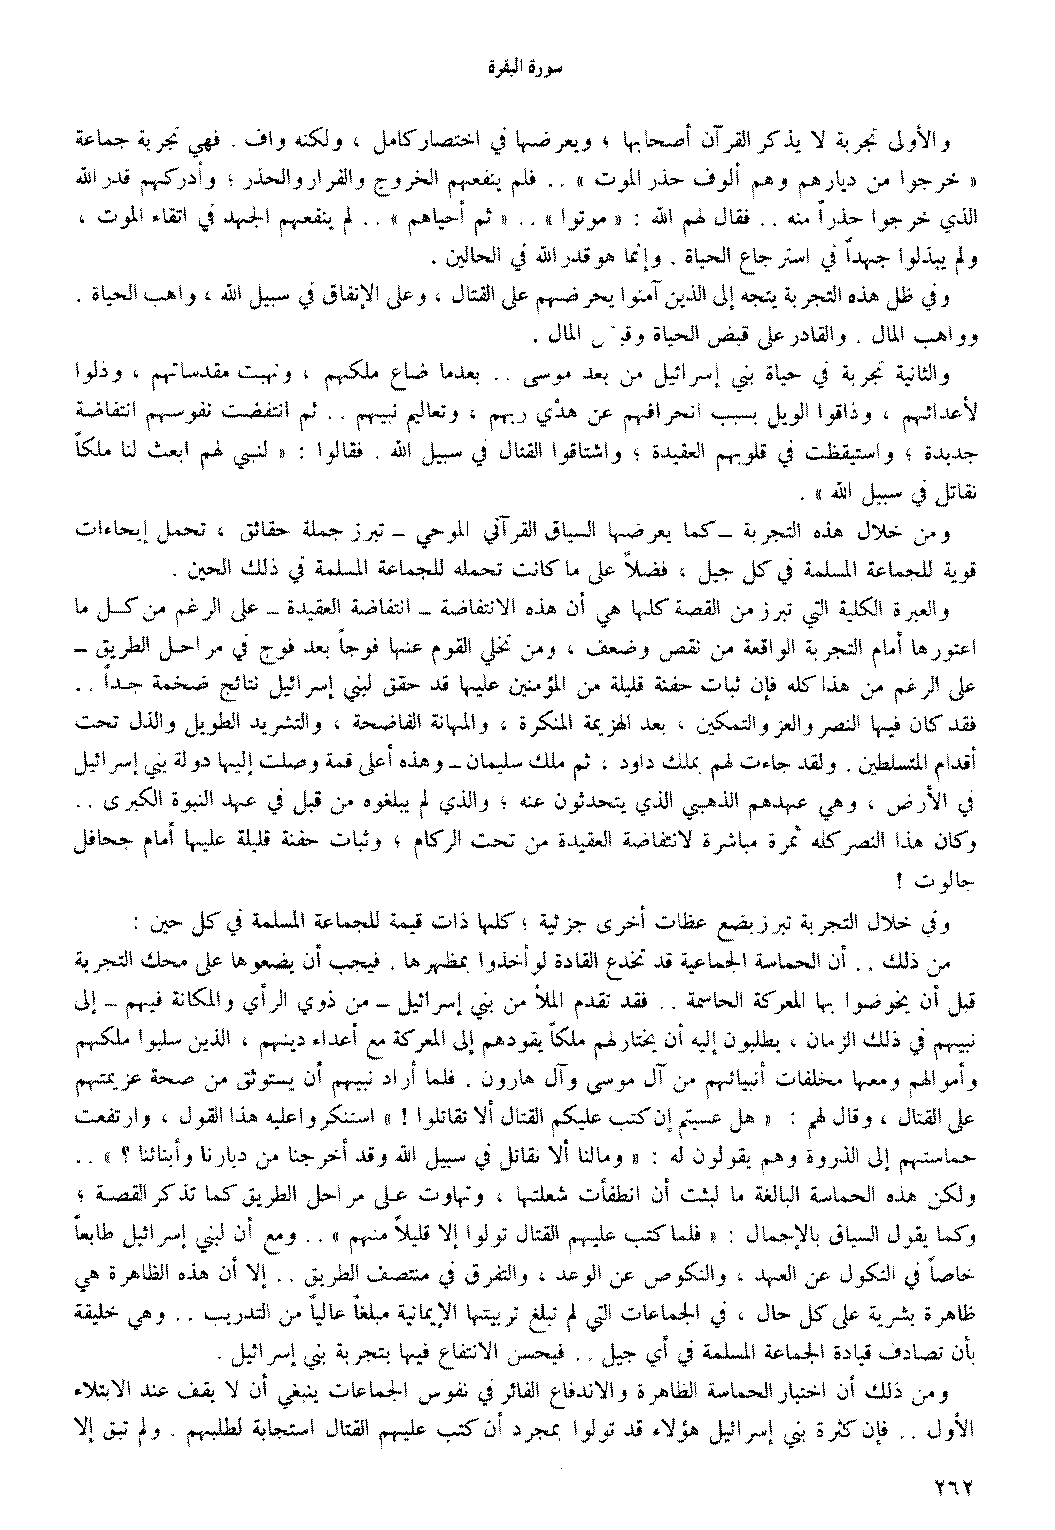 سورة البقرة
والأولى تجربة لا يذكر القرآن أصحابها ؛ ويعرضها في اختصار كامل ، ولكنه واف . فهي تجربة جماعة
« خرجوا من ديارهم وهم ألوف حذر الموت » .. فلم ينفعهم الخروج والفرار والحذر ؛ وأدركهم قدر الله
الذي خرجوا حذراً منه .. فقال لهم الله : « موتوا » .. « ثم أحياهم » .. لم ينفعهم الجهد في اتقاء الموت ،
ولم يبذلوا جهداً في استرجاع الحياة . وإنما هو قدر الله في الحالين .
وفي ظل هذه التجربة يتجه إلى الذين آمنوا يحرضهم على القتال ، وعلى الإنفاق في سبيل الله ، واهب الحياة .
وواهب المال . والقادر على قبض الحياة المال .
والثانية تجربة في حياة بني إسرائيل من بعد موسى .. بعدما ضاع ملكهم ، ونهبت مقدساتهم ، وذلوا
لأعدائهم ، وذاقوا الويل بسبب انحرافهم عن هدْي ربهم ، وتعاليم نبيهم .. ثم انتفضت نفوسهم انتفاضة
جديدة ؛ واستيقظت في قلوبهم العقيدة ؛ واشتاقوا القتال في سبيل الله . فقالوا : « لنبي لهم ابعث لنا ملكاً
نقاتل في سبيل الله » .
ومن خلال هذه التجربة – كما يعرضها السياق القرآني الموحي – تبرز جملة حقائق ، تحمل إيحاءات
قوية للجماعة المسلمة في كل جيل ، فضلاً على ما كانت تحمله للجماعة المسلمة في ذلك الحين .
والعبرة الكلية التي تبرز من القصة كلها هي أن هذه الانتفاضة – انتفاضة العقيدة – على الرغم من كل ما
اعتورها أمام التجربة الواقعة من نقص وضعف ، ومن تخلي القوم عنها فوجاً بعد فوج في مراحل الطريق –
على الرغم من هذا كله فإن ثبات حفنة قليلة من المؤمنين عليها قد حقق لبني إسرائيل نتائج ضخمة جداً ..
فقد كان فيها النصر والعز والتمكين ، بعد الهزيمة المنكرة ، والمهانة الفاضحة ، والتشريد الطويل والذل تحت
أقدام المتسلطين . ولقد جاءت لهم بملك داود ، ثم ملك سليمان – وهذه أعلى قمة وصلت إليها دولة بني إسرائيل
في الأرض ، وهي عهدهم الذهبي الذي يتحدثون عنه ؛ والذي لم يبلغوه من قبل في عهد النبوة الكبرى ..
وكان هذا النصر كله ثمرة مباشرة لانتفاضة العقيدة من تحت الركام ؛ وثبات حفنة قليلة عليها أمام جحافل
جالوت !
وفي خلال التجربة تبرز بضع عظات أخرى جزئية ؛ كلها ذات قيمة للجماعة المسلمة في كل حين :
من ذلك .. أن الحماسة الجماعية قد تخدع القادة لو أخذوا بمظهرها . فيجب أن يضعوها على محك التجربة
قبل أن يخوضوا بها المعركة الحاسمة .. فقد تقدم الملأ من بني إسرائيل – من ذوي الرأي والمكانة فيهم – إلى
نبيهم في ذلك الزمان ، يطلبون إليه أن يختار لهم ملكاً يقودهم إلى المعركة مع أعداء دينهم ، الذين سلبوا ملكهم
وأموالهم ومعها مخلفات أنبيائهم من آل موسى وآل هارون . فلما أراد نبيهم أن يستوثق من صحة عزيمتهم
على القتال ، وقال لهم : « هل عسيتم إن كتب عليكم القتال ألا تقاتلوا ! » استنكروا عليه هذا القول ، وارتفعت
حماستهم إلى الذروة وهم يقولون له : « ومالنا ألا نقاتل في سبيل الله وقد أخرجنا من ديارنا وأبنائنا ؟ » ..
ولكن هذه الحماسة البالغة ما لبثت أن انطفأت شعلتها ، وتهاوت على مراحل الطريق كما تذكر القصة ؛
وكما يقول السياق بالإجمال : « فلما كتب عليهم القتال تولوا إلا قليلاً منهم » .. ومع أن لبني إسرائيل طابعاً
خاصاً في النكول عن العهد ، والنكوص عن الوعد ، والتفرق في منتصف الطريق .. إلا أن هذه الظاهرة هي
ظاهرة بشرية على كل حال ، في الجماعات التي لم تبلغ تربيتها الإيمانية مبلغاً عالياً من التدريب .. وهي خليقة
بأن تصادف قيادة الجماعة المسلمة في أي جيل .. فيحسن الانتفاع فيها بتجربة بني إسرائيل .
ومن ذلك أن اختبار الحماسة الظاهرة والاندفاع الفائر في نفوس الجماعات ينبغي أن لا يقف عند الابتلاء
الأول .. فإن كثرة بني إسرائيل هؤلاء قد تولوا بمجرد أن كتب عليهم القتال استجابة لطلبهم . ولم تبق إلا
٢٦٢